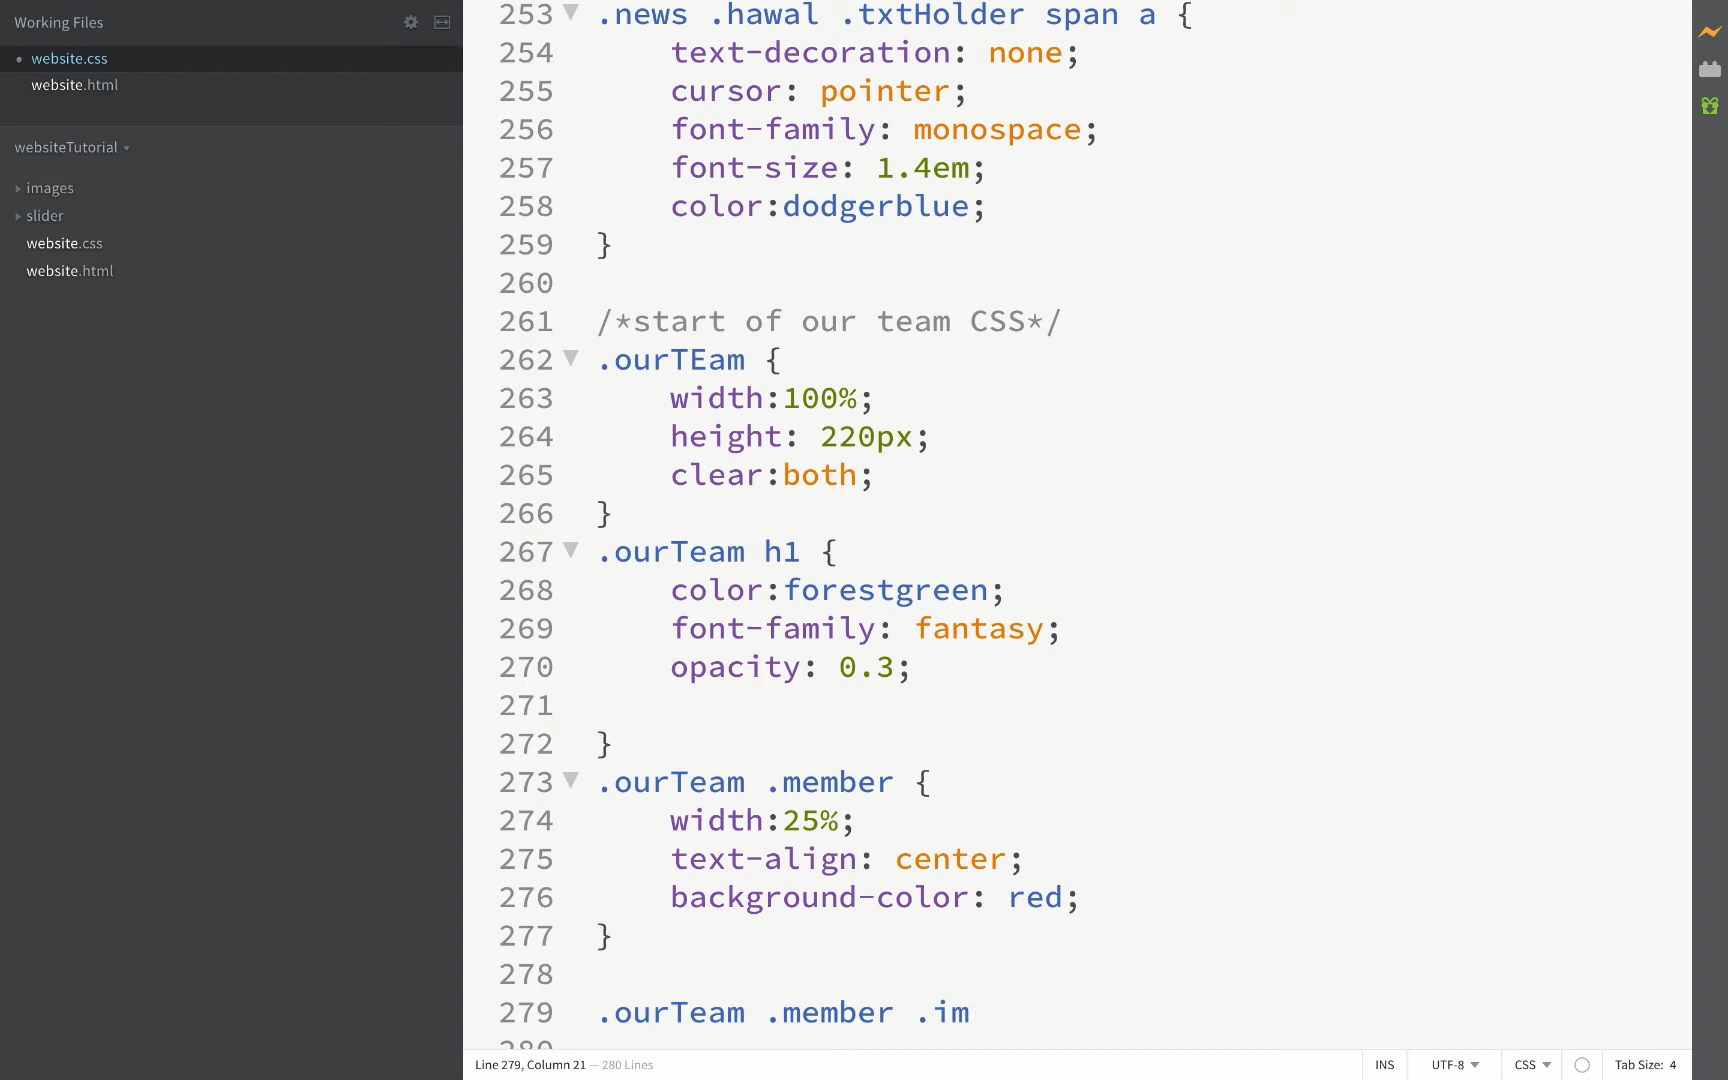 Working Files
website.css
website.html
websiteTutorial
images
slider
website.css
website.html
253 .news .hawal .txtHolder span a {
254 text-decoration: none;
255 cursor: pointer;
256 font-family: monospace;
257 font-size: 1.4em;
258 color:dodgerblue;
259 }
260
261 /*start of our team CSS*/
262 .ourTEam {
263 width:100%;
264 height: 220px;
265 clear:both;
266 }
267 .ourTeam h1 {
268 color:forestgreen;
269 font-family: fantasy;
270 opacity: 0.3;
271
272 }
273 .ourTeam .member {
274 width:25%;
275 text-align: center;
276 background-color: red;
277 }
278
279 .ourTeam .member .im
280
Line 279, Column 21 — 280 Lines
INS UTF-8 CSS Tab Size: 4